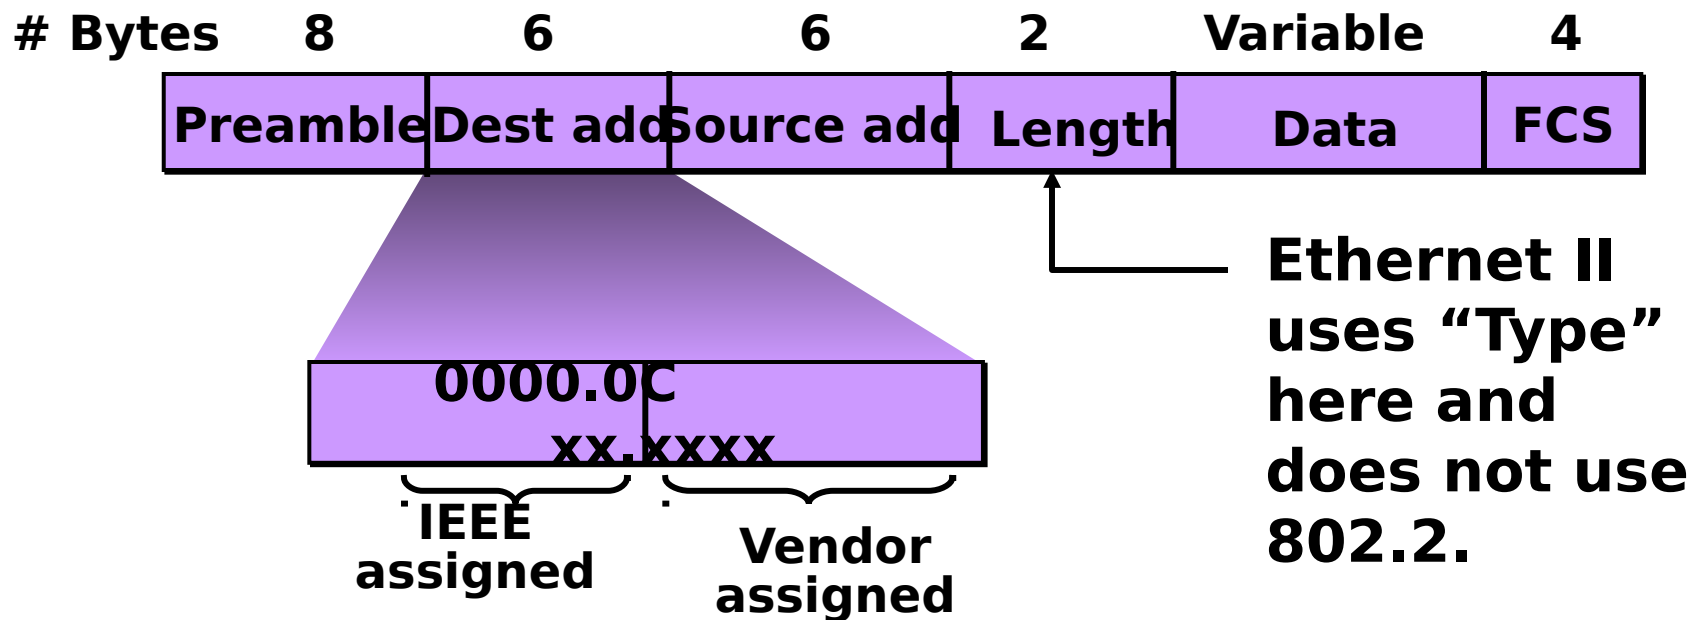 # Bytes 8 6 6 2 Variable 4
Preamble Dest add Source add Length Data FCS
0000.0C
xx.xxxx
IEEE
assigned
Vendor
assigned
Ethernet II
uses “Type”
here and
does not use
802.2.